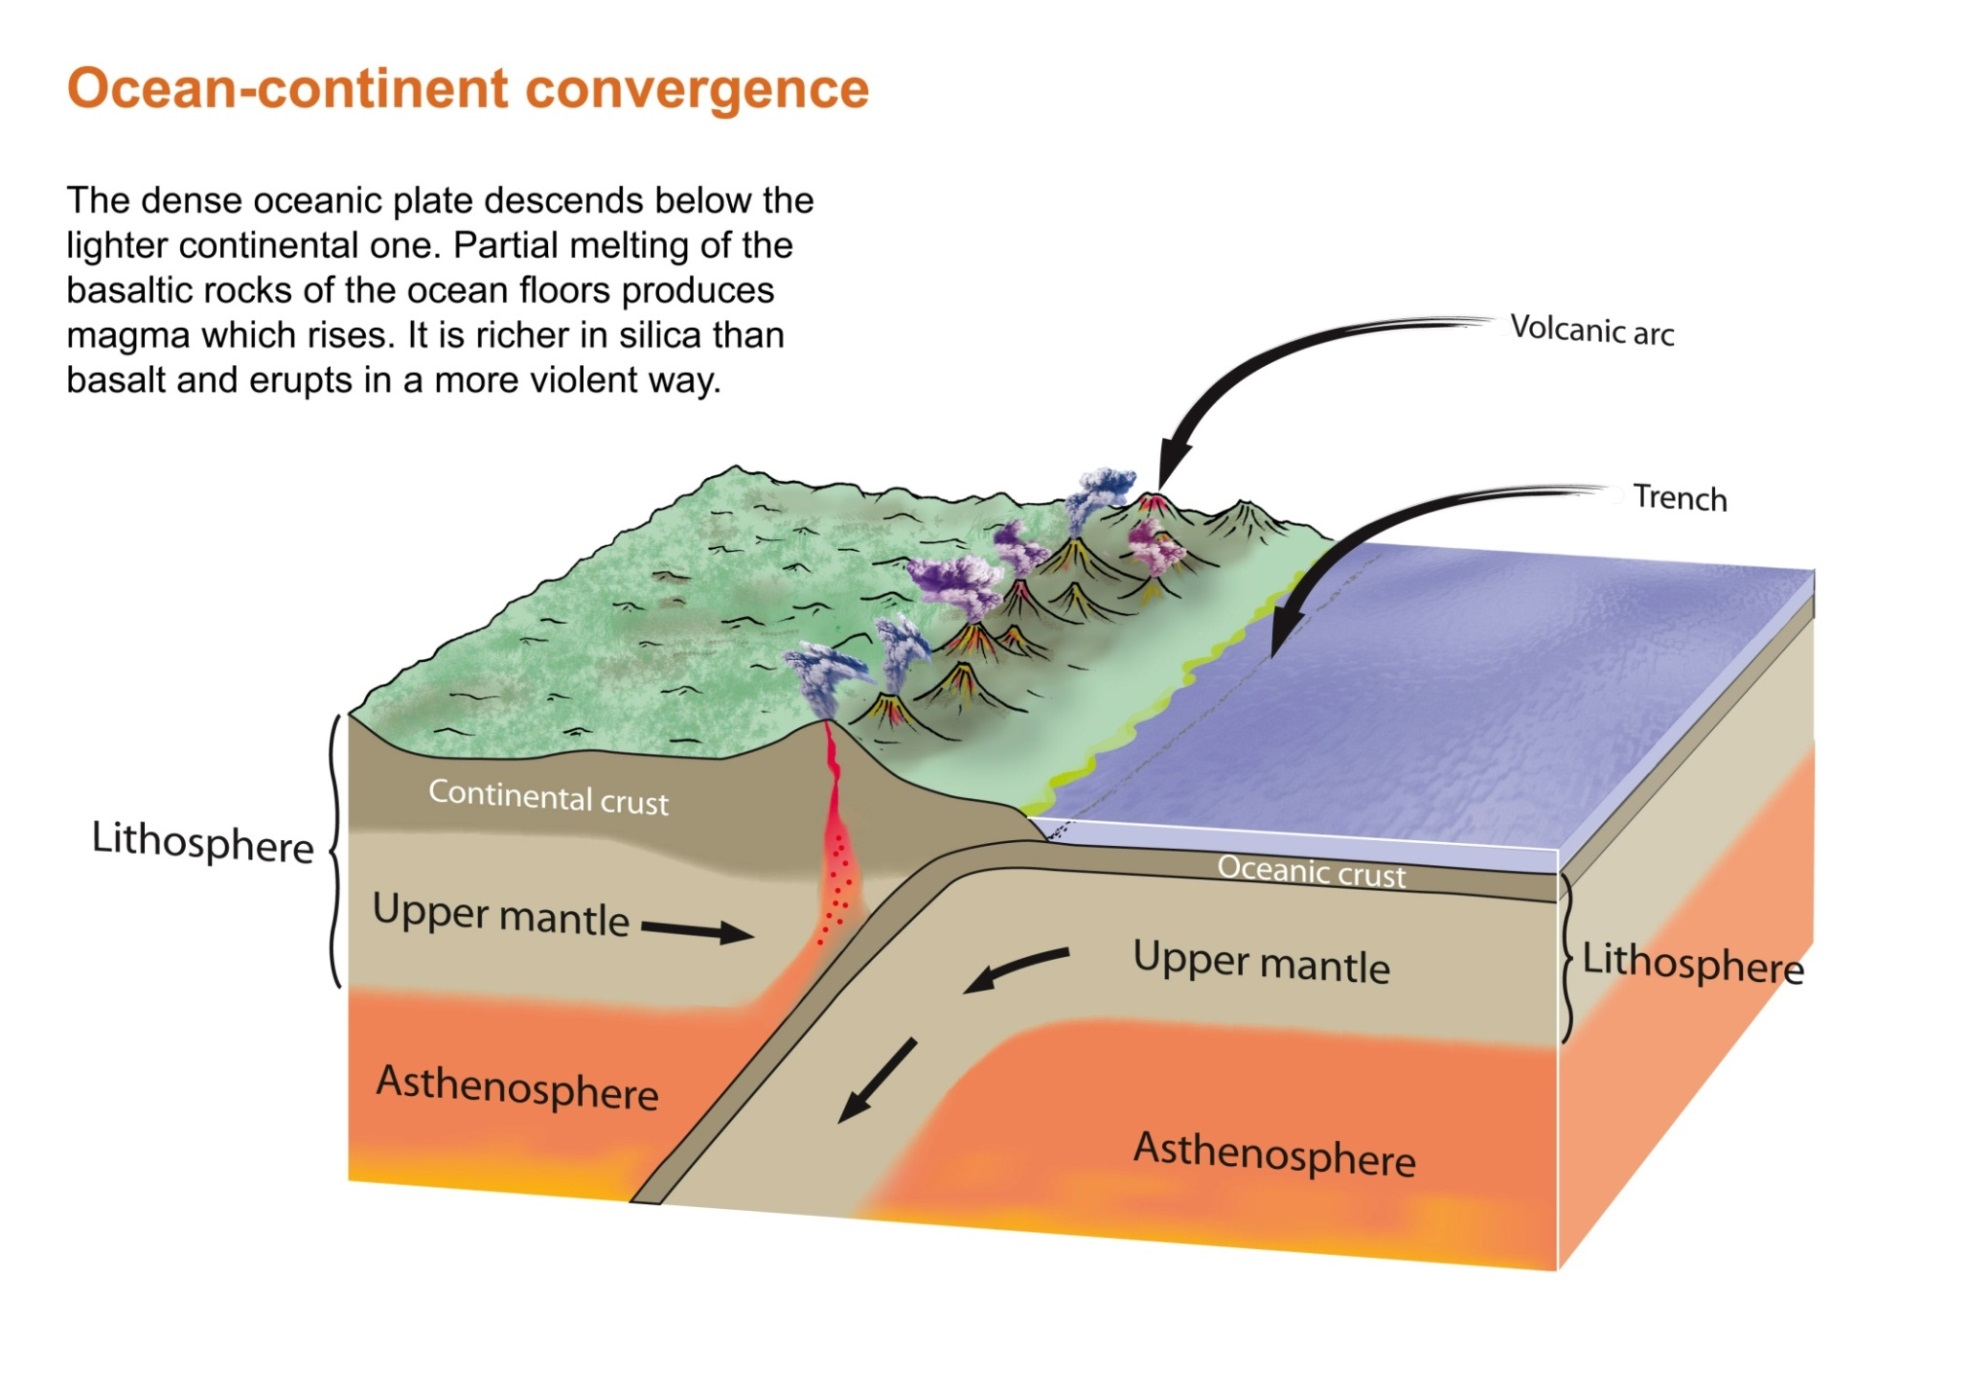 Ocean-continent convergence
The dense oceanic plate descends below the
lighter continental one. Partial melting of the
basaltic rocks of the ocean floors produces
magma which rises. It is richer in silica than
basalt and erupts in a more violent way.
Volcanic arc
Trench
Continental crust
Lithosphere
Oceanic crust
Upper mantle
Upper mantle
Lithosphere
Asthenosphere
Asthenosphere